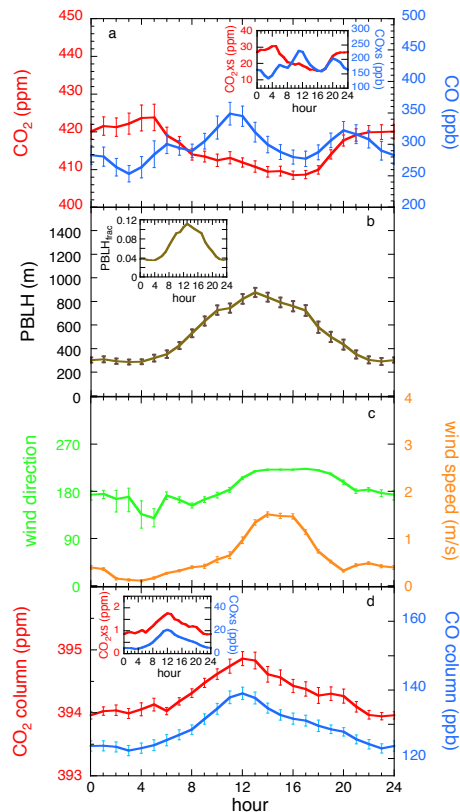 a
CO₂ (ppm)
450
440
430
420
410
400
CO (ppb)
500
450
400
350
300
250
200
CO₂xs (ppm)
40
30
20
10
0
COxs (ppb)
300
250
200
150
100
0 4 8 12 16 20 24
hour
b
PBLH (m)
1400
1200
1000
800
600
400
200
0
PBLHfrac
0.12
0.08
0.04
0
0 4 8 12 16 20 24
hour
c
wind direction
270
180
90
0
wind speed (m/s)
4
3
2
1
0
d
CO₂ column (ppm)
395
394
393
CO column (ppb)
160
140
120
CO₂xs (ppm)
2
1
0
COxs (ppb)
40
20
0
0 4 8 12 16 20 24
hour
0 4 8 12 16 20 24
hour